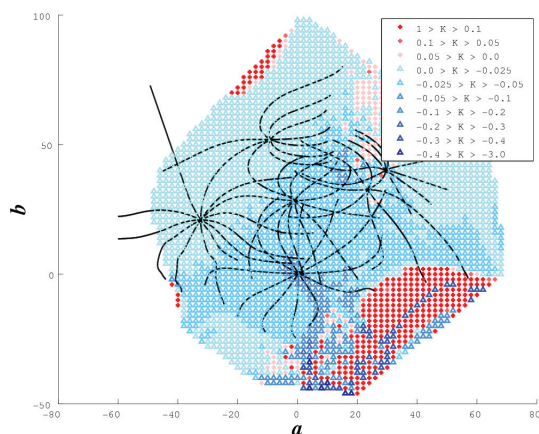 100
50
0
-50
b
-80
-60
-40
-20
0
20
40
60
80
a
1 > K > 0.1
0.1 > K > 0.05
0.05 > K > 0.0
0.0 > K > -0.025
-0.025 > K > -0.05
-0.05 > K > -0.1
-0.1 > K > -0.2
-0.2 > K > -0.3
-0.3 > K > -0.4
-0.4 > K > -3.0